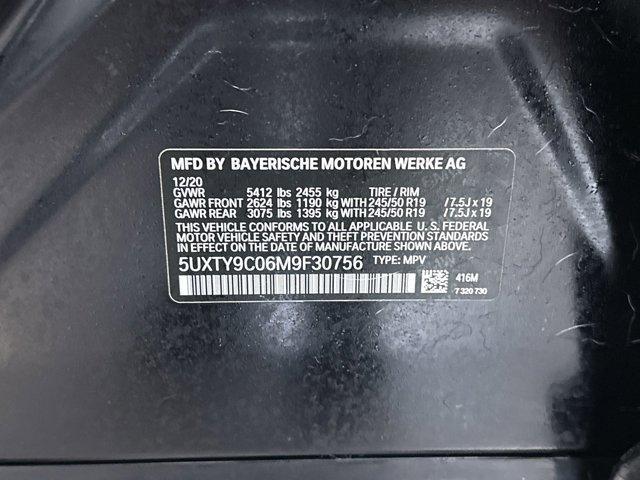 MFD BY BAYERISCHE MOTOREN WERKE AG
12/20
GVWR 5412 lbs 2455 kg TIRE / RIM
GAWR FRONT 2624 lbs 1190 kg WITH 245/50 R19 / 7.5J x 19
GAWR REAR 3075 lbs 1395 kg WITH 245/50 R19 / 7.5J x 19
THIS VEHICLE CONFORMS TO ALL APPLICABLE U. S. FEDERAL
MOTOR VEHICLE SAFETY AND THEFT PREVENTION STANDARDS
IN EFFECT ON THE DATE OF MANUFACTURE SHOWN ABOVE.
5UXTY9C06M9F30756 TYPE: MPV
416M
7 320 730